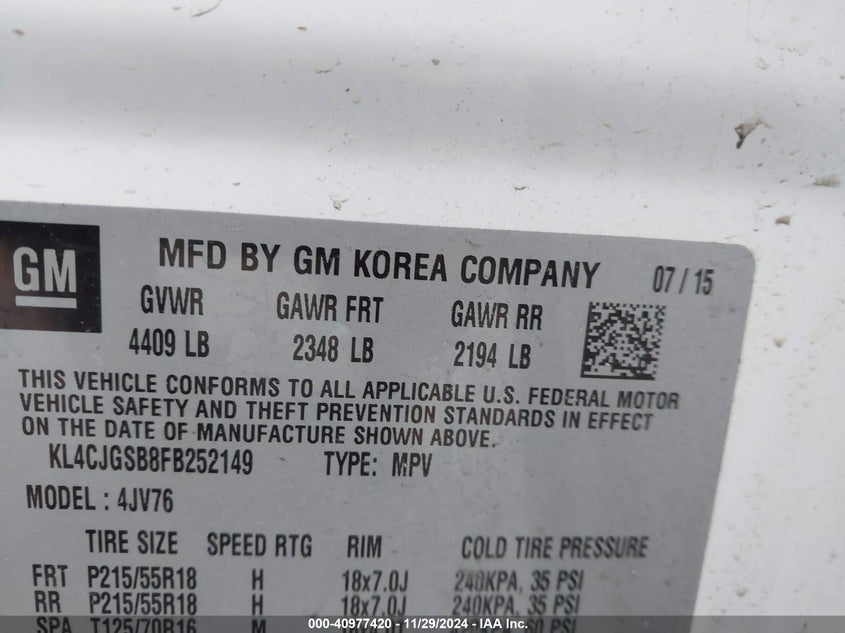 GM
MFD BY GM KOREA COMPANY 07/15
GVWR GAWR FRT GAWR RR
4409 LB 2348 LB 2194 LB
THIS VEHICLE CONFORMS TO ALL APPLICABLE U.S. FEDERAL MOTOR
VEHICLE SAFETY AND THEFT PREVENTION STANDARDS IN EFFECT
ON THE DATE OF MANUFACTURE SHOWN ABOVE.
KL4CJGSB8FB252149 TYPE: MPV
MODEL: 4JV76
TIRE SIZE SPEED RTG RIM COLD TIRE PRESSURE
FRT P215/55R18 H 18x7.0J 240KPA, 35 PSI
RR P215/55R18 H 18x7.0J 240KPA, 35 PSI
SPA T125/70R16 M PSI
000-40977420 | 11/29/2024 - IAA Inc.